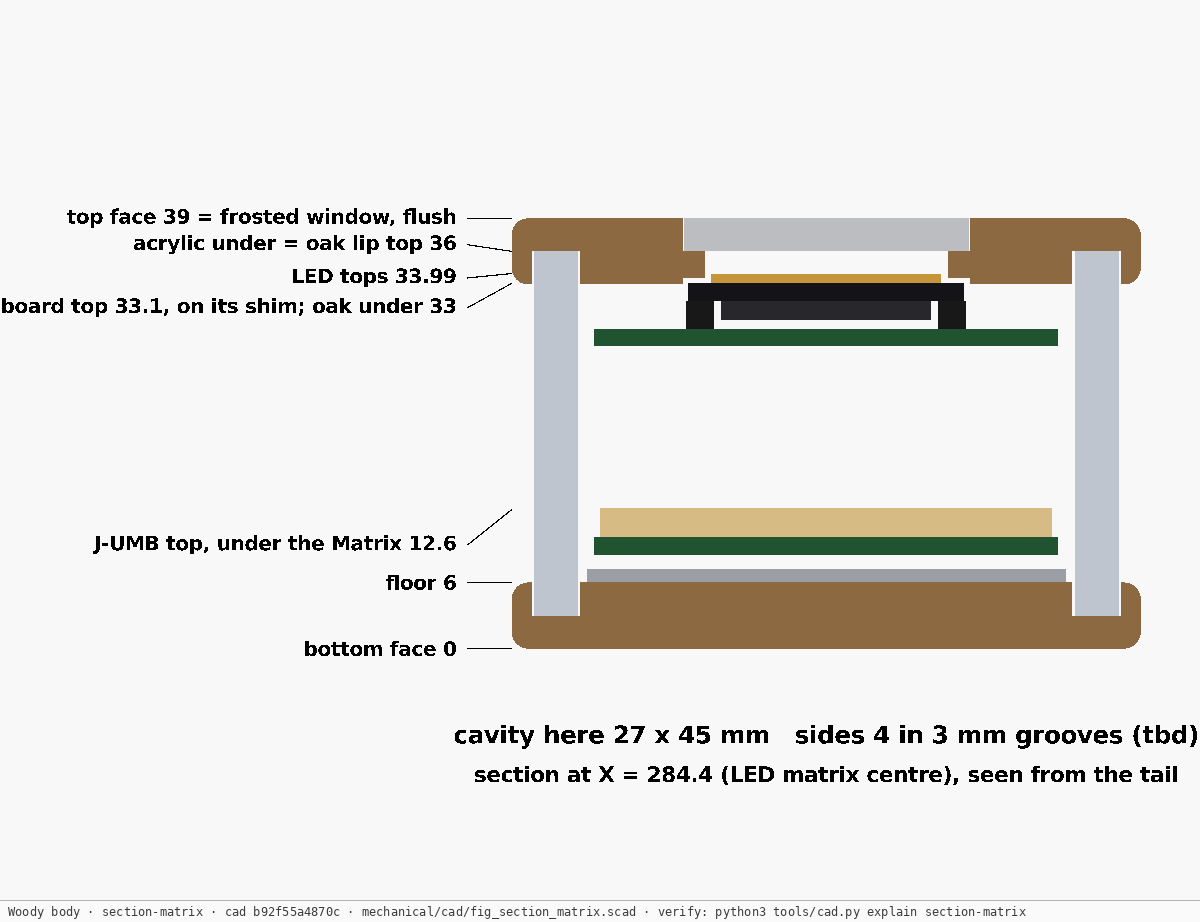 top face 39 = frosted window, flush
acrylic under = oak lip top 36
LED tops 33.99
board top 33.1, on its shim; oak under 33
J-UMB top, under the Matrix 12.6
floor 6
bottom face 0
cavity here 27 x 45 mm   sides 4 in 3 mm grooves (tbd)
section at X = 284.4 (LED matrix centre), seen from the tail
Woody body · section-matrix · cad b92f55a4870c · mechanical/cad/fig_section_matrix.scad · verify: python3 tools/cad.py explain section-matrix